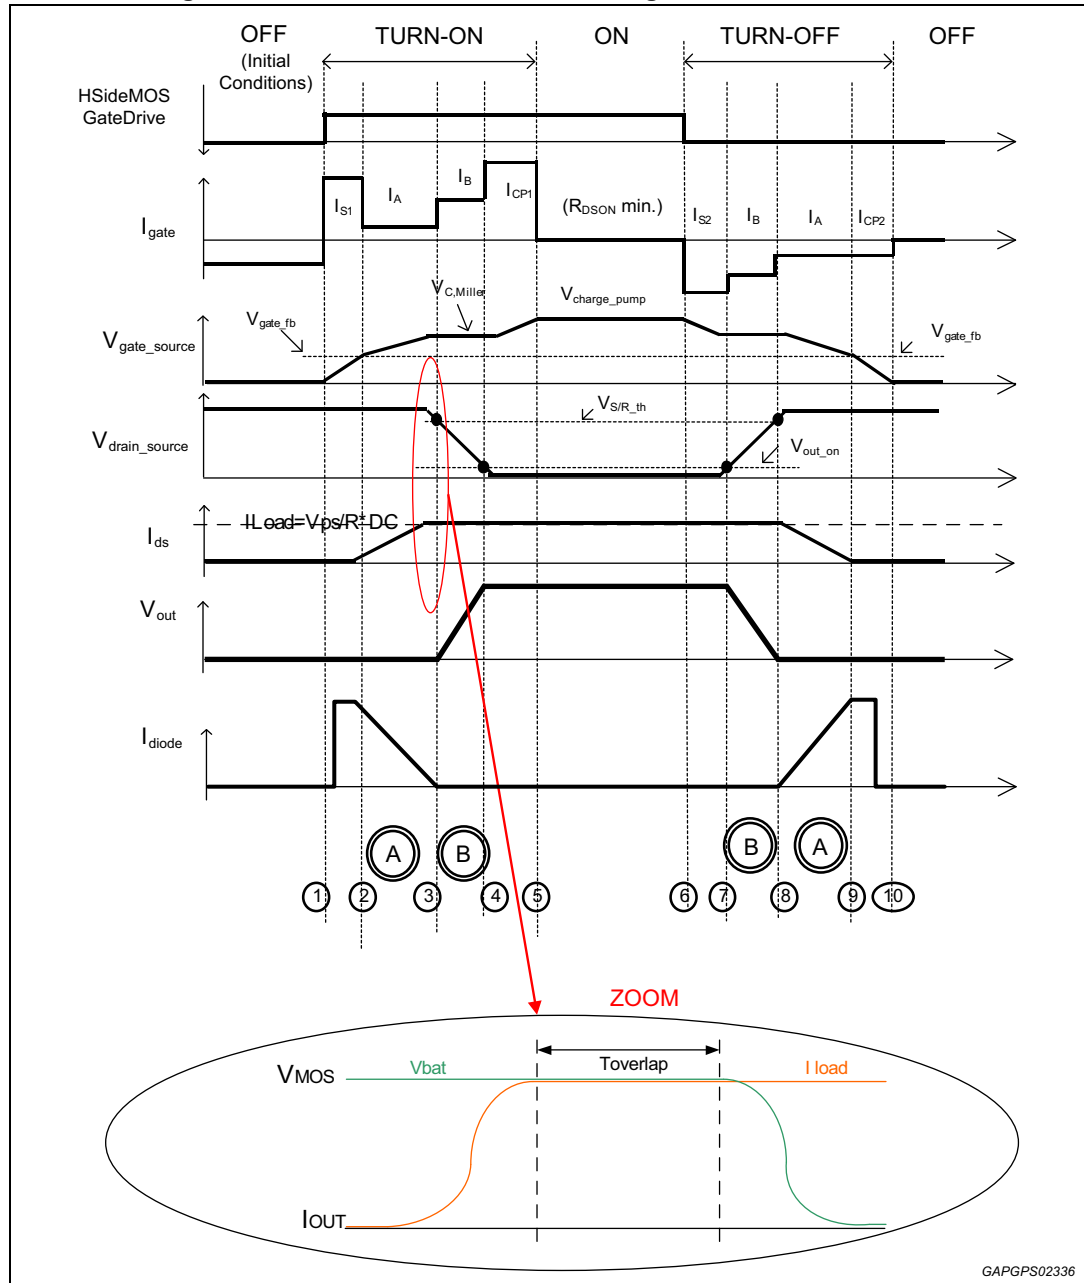 OFF TURN-ON ON TURN-OFF OFF
(Initial
Conditions)
HSideMOS
GateDrive
Igate
IS1 IA IB ICP1 (RDSON min.) IS2 IB IA ICP2
VC,Miller
Vcharge_pump
Vgate_fb
Vgate_fb
Vgate_source
VS/R_th
Vdrain_source
Vout_on
ILoad=Vps/R*DC
Ids
Vout
Idiode
A B B A
1 2 3 4 5 6 7 8 9 10
ZOOM
VMOS Vbat Toverlap I load
IOUT
GAPGPS02336